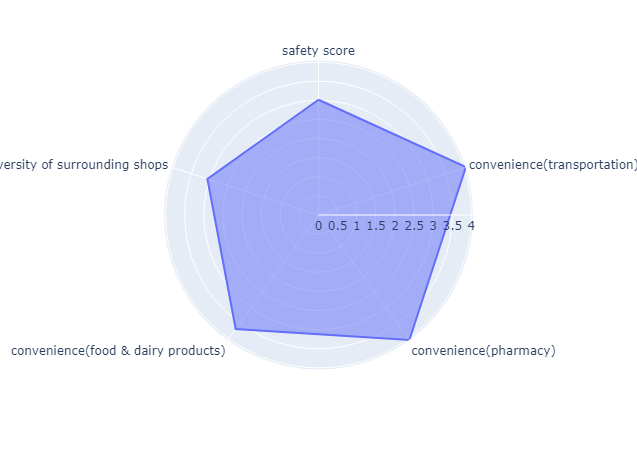 safety score
versity of surrounding shops
convenience(transportation)
0 0.5 1 1.5 2 2.5 3 3.5 4
convenience(food & dairy products)
convenience(pharmacy)